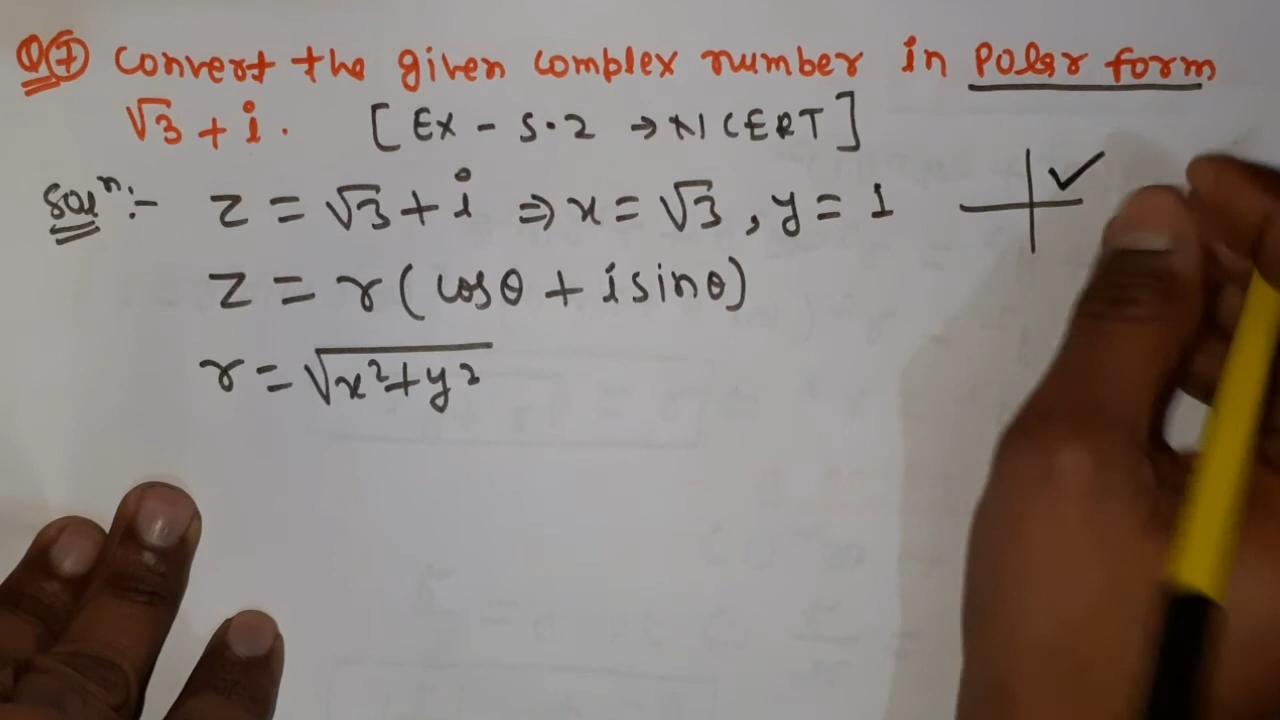 Q⑦ convert the given complex number in Polar form
√3 + i. [EX - 5.2 → NCERT]
Solⁿ:- z = √3 + i ⇒ x = √3, y = 1
z = r(cosθ + i sinθ)
r = √x²+y²